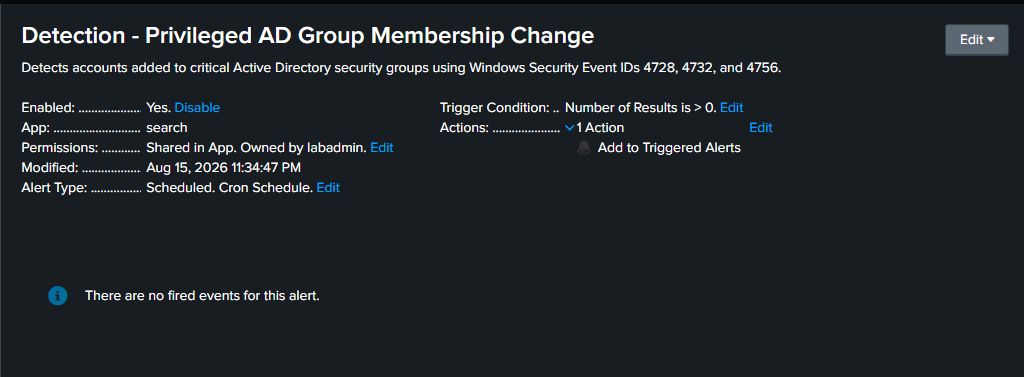 Detection - Privileged AD Group Membership Change
Edit
Detects accounts added to critical Active Directory security groups using Windows Security Event IDs 4728, 4732, and 4756.
Enabled: .................... Yes. Disable
App: ........................... search
Permissions: ............ Shared in App. Owned by labadmin. Edit
Modified: .................. Aug 15, 2026 11:34:47 PM
Alert Type: ................ Scheduled. Cron Schedule. Edit
Trigger Condition: .. Number of Results is > 0. Edit
Actions: ..................... 1 Action Edit
Add to Triggered Alerts
There are no fired events for this alert.